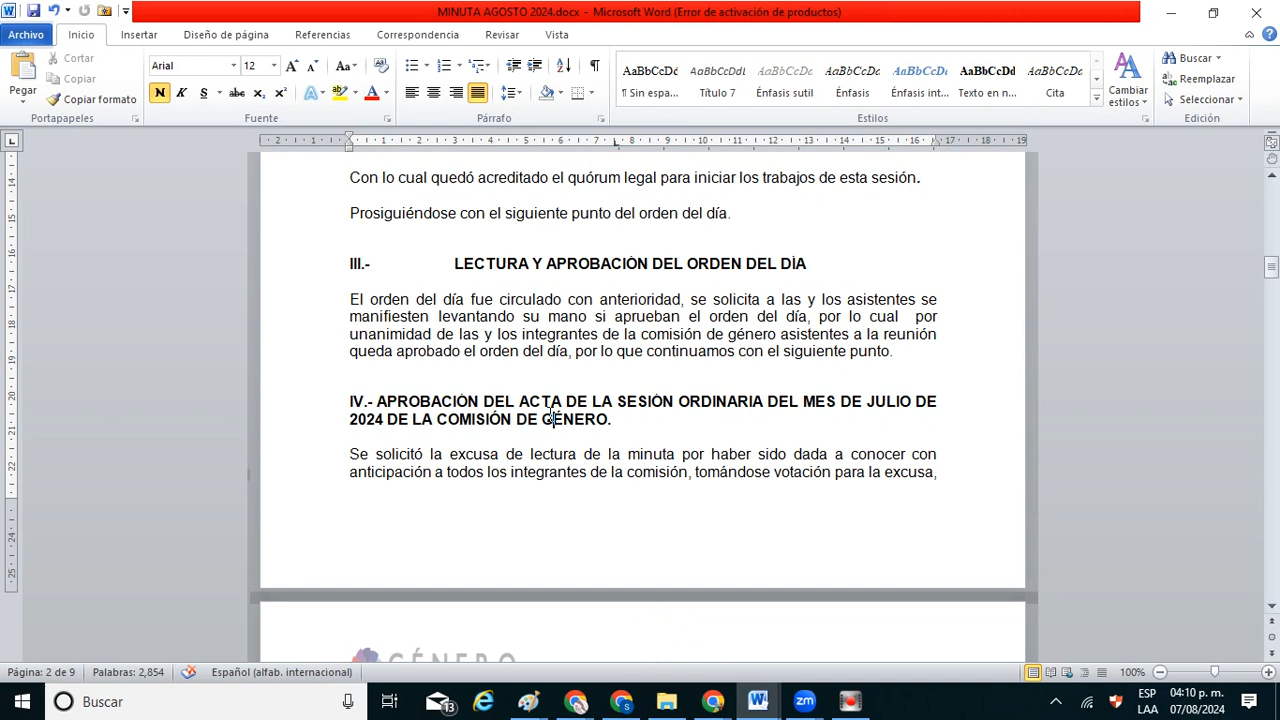 MINUTA AGOSTO 2024.docx - Microsoft Word (Error de activación de productos)
Archivo Inicio Insertar Diseño de página Referencias Correspondencia Revisar Vista
Pegar
Cortar
Copiar
Copiar formato
Portapapeles
Arial 12
Fuente
Párrafo
AaBbCcDd AaBbCcDdI AaBbCcDd AaBbCcDd AaBbCcDd AaBbCcDd AaBbCcDd
¶ Sin espa... Título 7 Énfasis sutil Énfasis Énfasis int... Texto en n... Cita
Cambiar estilos
Estilos
Buscar
Reemplazar
Seleccionar
Edición
Con lo cual quedó acreditado el quórum legal para iniciar los trabajos de esta sesión.
Prosiguiéndose con el siguiente punto del orden del día.
III.- LECTURA Y APROBACIÓN DEL ORDEN DEL DÍA
El orden del día fue circulado con anterioridad, se solicita a las y los asistentes se
manifiesten levantando su mano si aprueban el orden del día, por lo cual por
unanimidad de las y los integrantes de la comisión de género asistentes a la reunión
queda aprobado el orden del día, por lo que continuamos con el siguiente punto.
IV.- APROBACIÓN DEL ACTA DE LA SESIÓN ORDINARIA DEL MES DE JULIO DE
2024 DE LA COMISIÓN DE GÉNERO.
Se solicitó la excusa de lectura de la minuta por haber sido dada a conocer con
anticipación a todos los integrantes de la comisión, tomándose votación para la excusa,
GÉNERO
Página: 2 de 9 Palabras: 2,854 Español (alfab. internacional) 100%
Buscar
13
ESP
LAA
04:10 p. m.
07/08/2024